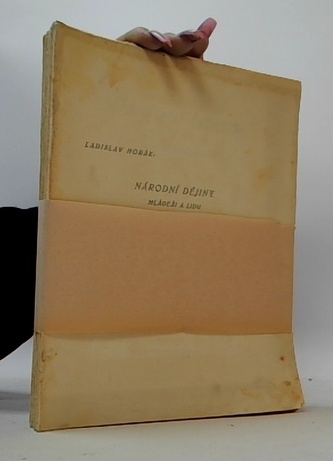 LADISLAV HORÁK.
NÁRODNÍ DĚJINY
MLÁDEŽI A LIDU